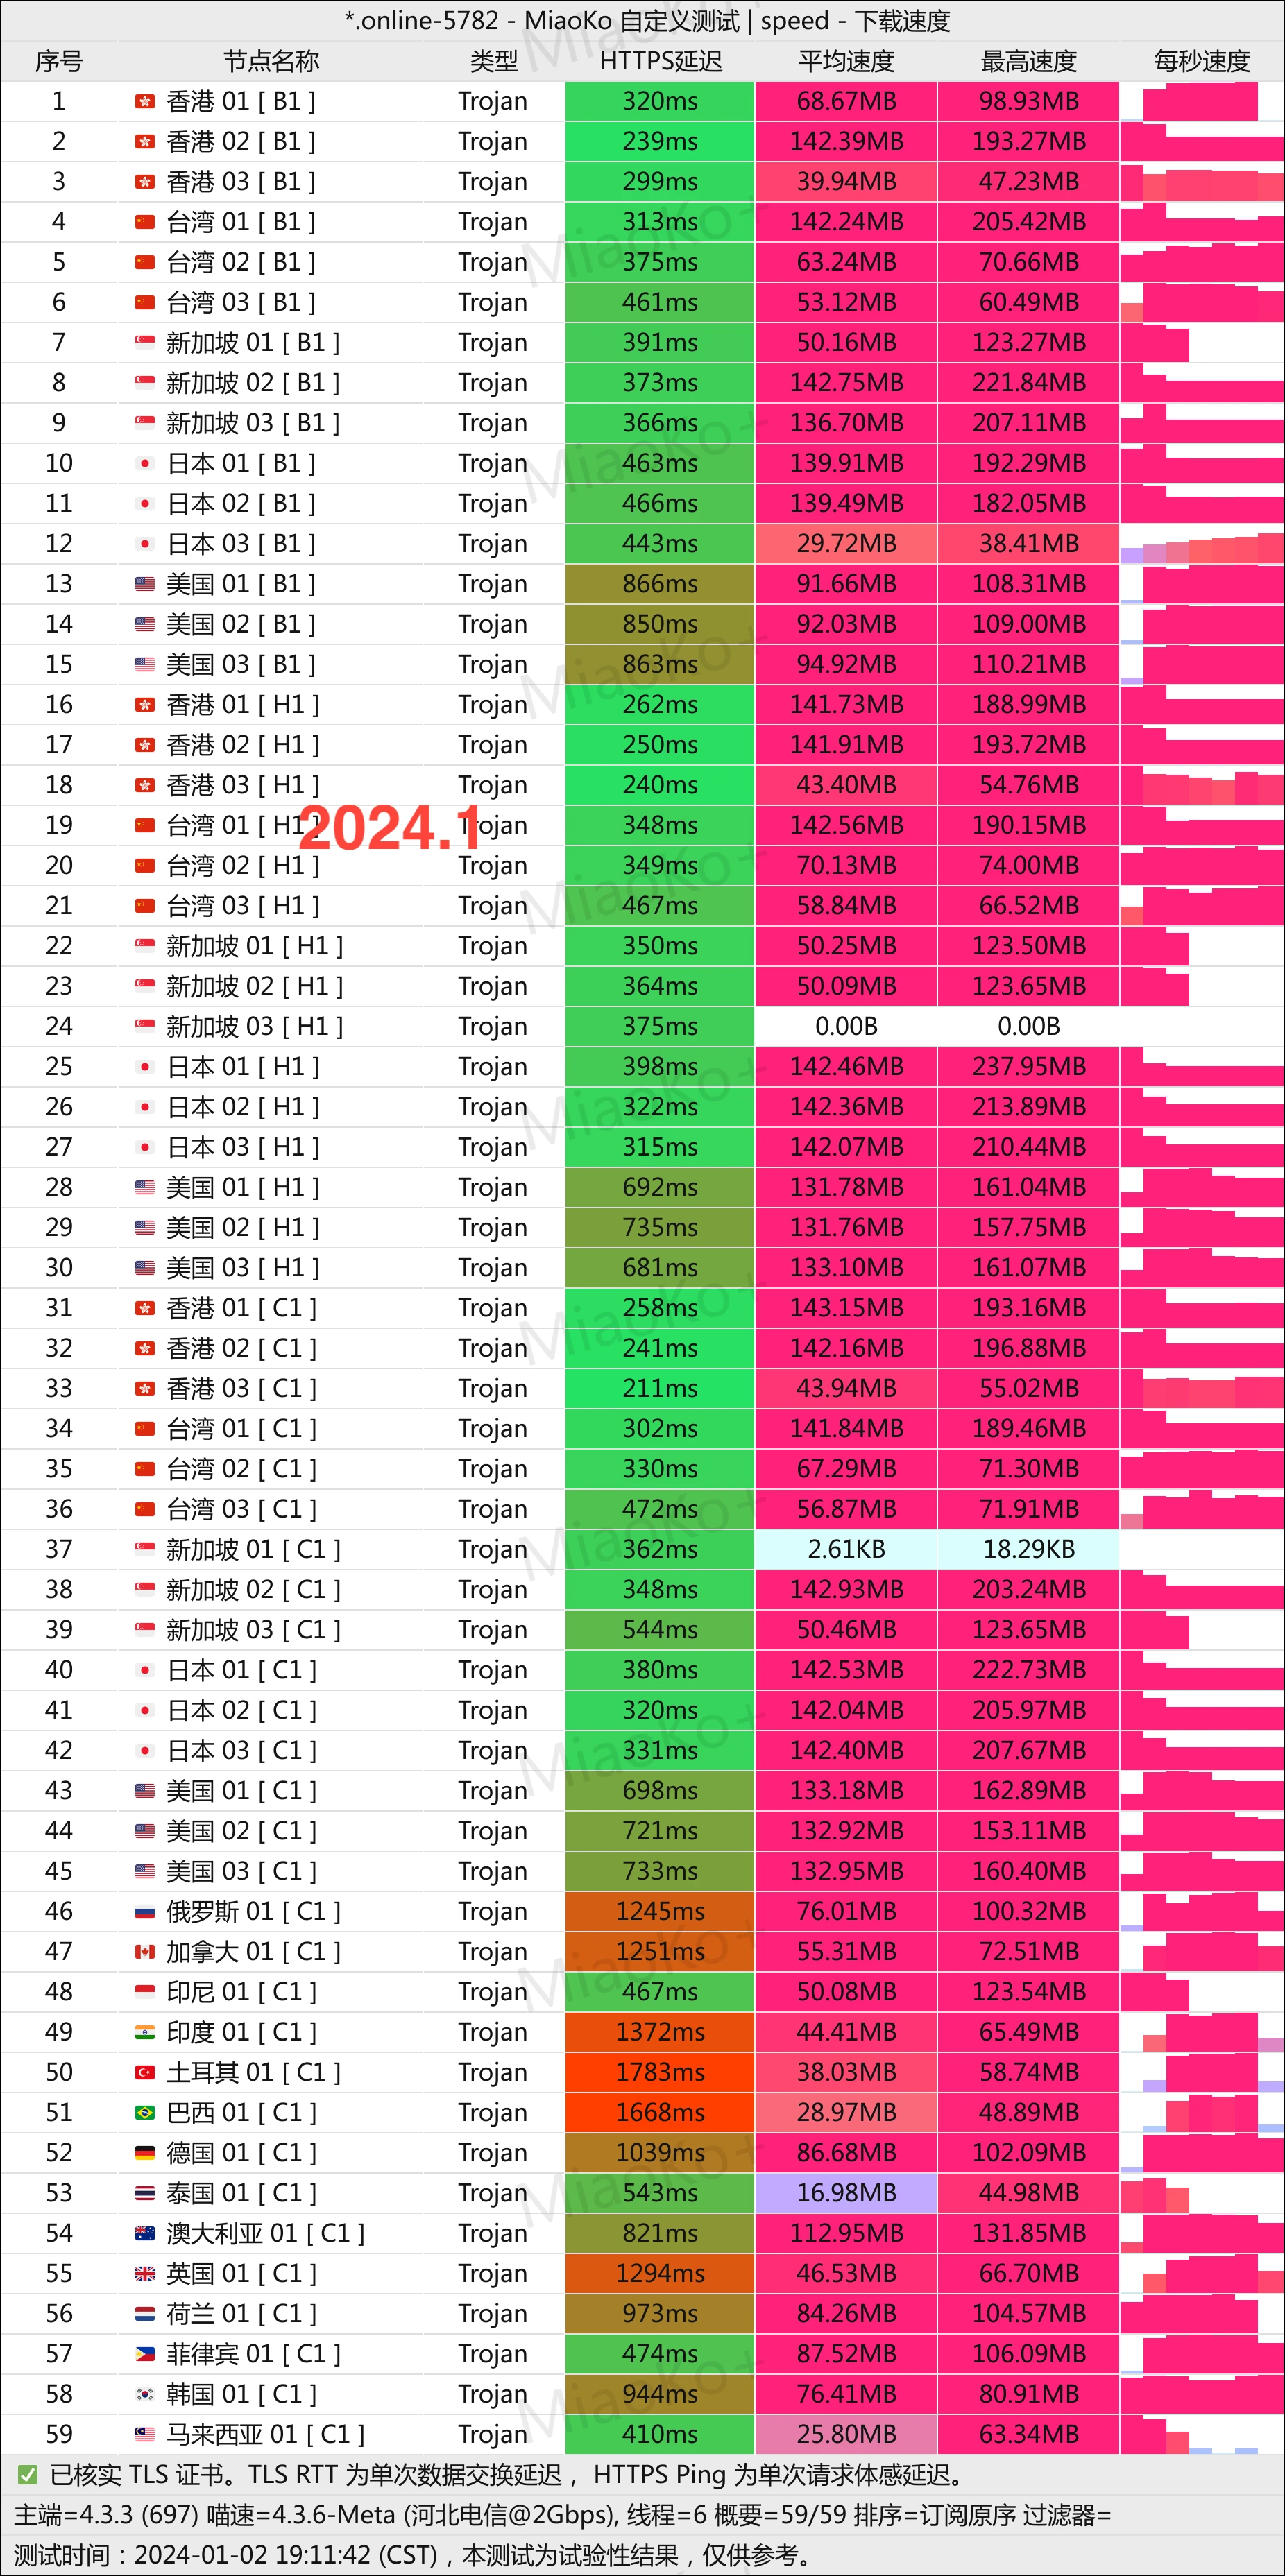 *.online-5782 - MiaoKo 自定义测试 | speed - 下载速度
序号 节点名称 类型 HTTPS延迟 平均速度 最高速度 每秒速度
1 香港 01 [ B1 ] Trojan 320ms 68.67MB 98.93MB
2 香港 02 [ B1 ] Trojan 239ms 142.39MB 193.27MB
3 香港 03 [ B1 ] Trojan 299ms 39.94MB 47.23MB
4 台湾 01 [ B1 ] Trojan 313ms 142.24MB 205.42MB
5 台湾 02 [ B1 ] Trojan 375ms 63.24MB 70.66MB
6 台湾 03 [ B1 ] Trojan 461ms 53.12MB 60.49MB
7 新加坡 01 [ B1 ] Trojan 391ms 50.16MB 123.27MB
8 新加坡 02 [ B1 ] Trojan 373ms 142.75MB 221.84MB
9 新加坡 03 [ B1 ] Trojan 366ms 136.70MB 207.11MB
10 日本 01 [ B1 ] Trojan 463ms 139.91MB 192.29MB
11 日本 02 [ B1 ] Trojan 466ms 139.49MB 182.05MB
12 日本 03 [ B1 ] Trojan 443ms 29.72MB 38.41MB
13 美国 01 [ B1 ] Trojan 866ms 91.66MB 108.31MB
14 美国 02 [ B1 ] Trojan 850ms 92.03MB 109.00MB
15 美国 03 [ B1 ] Trojan 863ms 94.92MB 110.21MB
16 香港 01 [ H1 ] Trojan 262ms 141.73MB 188.99MB
17 香港 02 [ H1 ] Trojan 250ms 141.91MB 193.72MB
18 香港 03 [ H1 ] Trojan 240ms 43.40MB 54.76MB
19 台湾 01 [ H1 ] Trojan 348ms 142.56MB 190.15MB
2024.1
20 台湾 02 [ H1 ] Trojan 349ms 70.13MB 74.00MB
21 台湾 03 [ H1 ] Trojan 467ms 58.84MB 66.52MB
22 新加坡 01 [ H1 ] Trojan 350ms 50.25MB 123.50MB
23 新加坡 02 [ H1 ] Trojan 364ms 50.09MB 123.65MB
24 新加坡 03 [ H1 ] Trojan 375ms 0.00B 0.00B
25 日本 01 [ H1 ] Trojan 398ms 142.46MB 237.95MB
26 日本 02 [ H1 ] Trojan 322ms 142.36MB 213.89MB
27 日本 03 [ H1 ] Trojan 315ms 142.07MB 210.44MB
28 美国 01 [ H1 ] Trojan 692ms 131.78MB 161.04MB
29 美国 02 [ H1 ] Trojan 735ms 131.76MB 157.75MB
30 美国 03 [ H1 ] Trojan 681ms 133.10MB 161.07MB
31 香港 01 [ C1 ] Trojan 258ms 143.15MB 193.16MB
32 香港 02 [ C1 ] Trojan 241ms 142.16MB 196.88MB
33 香港 03 [ C1 ] Trojan 211ms 43.94MB 55.02MB
34 台湾 01 [ C1 ] Trojan 302ms 141.84MB 189.46MB
35 台湾 02 [ C1 ] Trojan 330ms 67.29MB 71.30MB
36 台湾 03 [ C1 ] Trojan 472ms 56.87MB 71.91MB
37 新加坡 01 [ C1 ] Trojan 362ms 2.61KB 18.29KB
38 新加坡 02 [ C1 ] Trojan 348ms 142.93MB 203.24MB
39 新加坡 03 [ C1 ] Trojan 544ms 50.46MB 123.65MB
40 日本 01 [ C1 ] Trojan 380ms 142.53MB 222.73MB
41 日本 02 [ C1 ] Trojan 320ms 142.04MB 205.97MB
42 日本 03 [ C1 ] Trojan 331ms 142.40MB 207.67MB
43 美国 01 [ C1 ] Trojan 698ms 133.18MB 162.89MB
44 美国 02 [ C1 ] Trojan 721ms 132.92MB 153.11MB
45 美国 03 [ C1 ] Trojan 733ms 132.95MB 160.40MB
46 俄罗斯 01 [ C1 ] Trojan 1245ms 76.01MB 100.32MB
47 加拿大 01 [ C1 ] Trojan 1251ms 55.31MB 72.51MB
48 印尼 01 [ C1 ] Trojan 467ms 50.08MB 123.54MB
49 印度 01 [ C1 ] Trojan 1372ms 44.41MB 65.49MB
50 土耳其 01 [ C1 ] Trojan 1783ms 38.03MB 58.74MB
51 巴西 01 [ C1 ] Trojan 1668ms 28.97MB 48.89MB
52 德国 01 [ C1 ] Trojan 1039ms 86.68MB 102.09MB
53 泰国 01 [ C1 ] Trojan 543ms 16.98MB 44.98MB
54 澳大利亚 01 [ C1 ] Trojan 821ms 112.95MB 131.85MB
55 英国 01 [ C1 ] Trojan 1294ms 46.53MB 66.70MB
56 荷兰 01 [ C1 ] Trojan 973ms 84.26MB 104.57MB
57 菲律宾 01 [ C1 ] Trojan 474ms 87.52MB 106.09MB
58 韩国 01 [ C1 ] Trojan 944ms 76.41MB 80.91MB
59 马来西亚 01 [ C1 ] Trojan 410ms 25.80MB 63.34MB
✅ 已核实 TLS 证书。TLS RTT 为单次数据交换延迟， HTTPS Ping 为单次请求体感延迟。
主端=4.3.3 (697) 喵速=4.3.6-Meta (河北电信@2Gbps), 线程=6 概要=59/59 排序=订阅原序 过滤器=
测试时间：2024-01-02 19:11:42 (CST)，本测试为试验性结果，仅供参考。